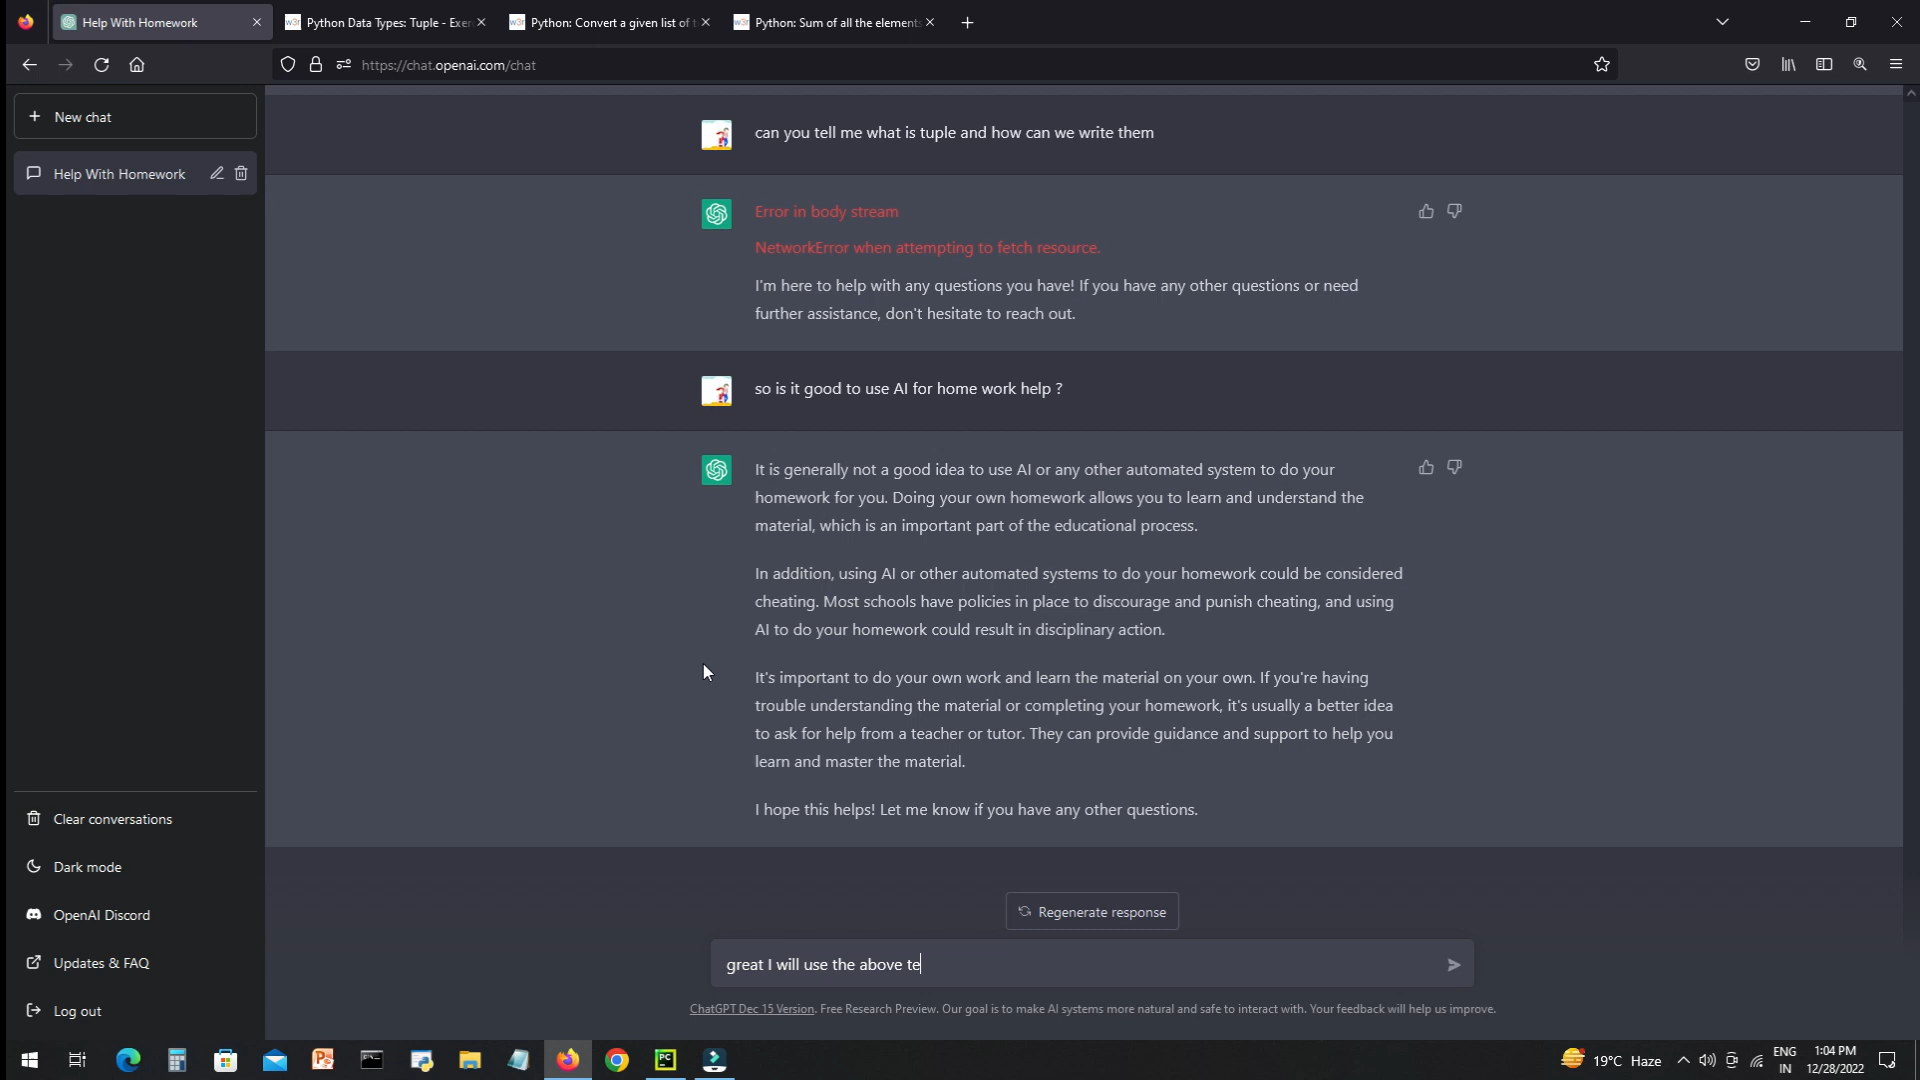 Help With Homework
Python Data Types: Tuple - Exer
Python: Convert a given list of t
Python: Sum of all the elements
https://chat.openai.com/chat
New chat
Help With Homework
can you tell me what is tuple and how can we write them
Error in body stream
NetworkError when attempting to fetch resource.
I'm here to help with any questions you have! If you have any other questions or need
further assistance, don't hesitate to reach out.
so is it good to use AI for home work help ?
It is generally not a good idea to use AI or any other automated system to do your
homework for you. Doing your own homework allows you to learn and understand the
material, which is an important part of the educational process.
In addition, using AI or other automated systems to do your homework could be considered
cheating. Most schools have policies in place to discourage and punish cheating, and using
AI to do your homework could result in disciplinary action.
It's important to do your own work and learn the material on your own. If you're having
trouble understanding the material or completing your homework, it's usually a better idea
to ask for help from a teacher or tutor. They can provide guidance and support to help you
learn and master the material.
I hope this helps! Let me know if you have any other questions.
Clear conversations
Dark mode
OpenAI Discord
Updates & FAQ
Log out
Regenerate response
great I will use the above te
ChatGPT Dec 15 Version. Free Research Preview. Our goal is to make AI systems more natural and safe to interact with. Your feedback will help us improve.
19°C Haze
ENG
IN
1:04 PM
12/28/2022